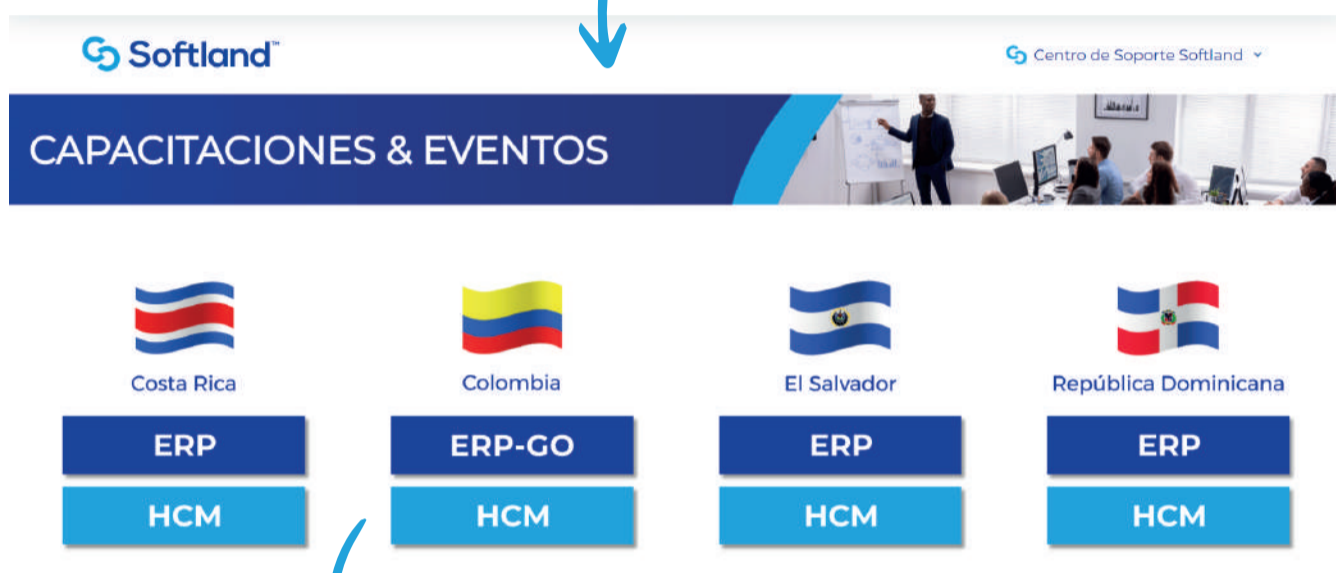 Softland™
Centro de Soporte Softland
CAPACITACIONES & EVENTOS
Costa Rica
Colombia
El Salvador
República Dominicana
ERP
ERP-GO
ERP
ERP
HCM
HCM
HCM
HCM